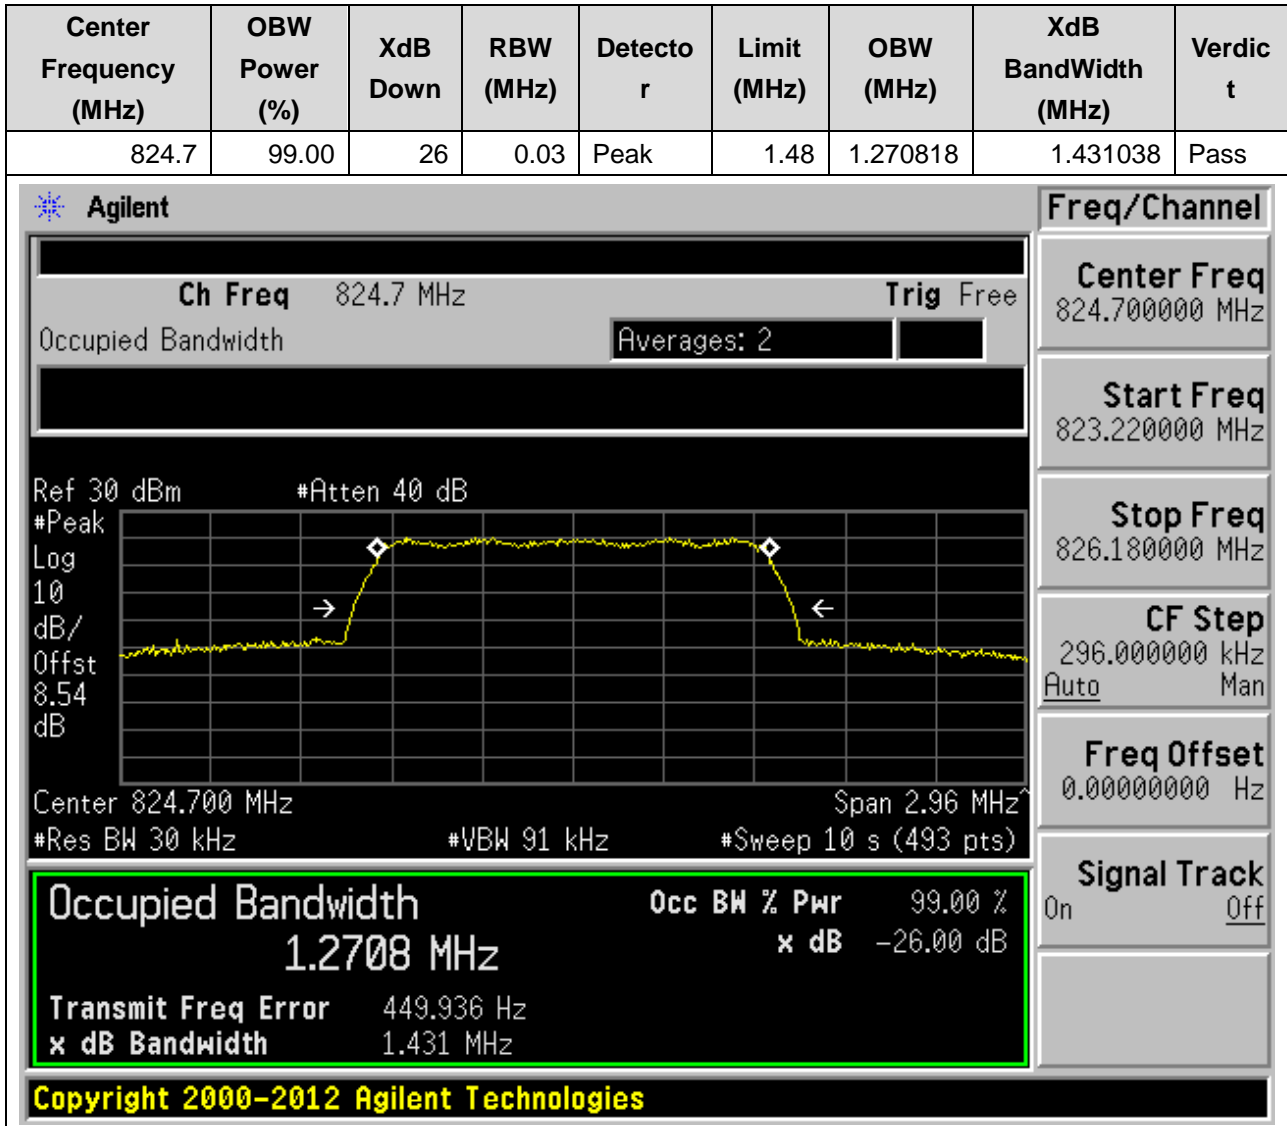 Center Frequency (MHz) OBW Power (%) XdB Down RBW (MHz) Detecto r Limit (MHz) OBW (MHz) XdB BandWidth (MHz) Verdic t
824.7 99.00 26 0.03 Peak 1.48 1.270818 1.431038 Pass
Agilent
Freq/Channel
Ch Freq 824.7 MHz Trig Free
Occupied Bandwidth Averages: 2
Center Freq
824.700000 MHz
Start Freq
823.220000 MHz
Stop Freq
826.180000 MHz
CF Step
296.000000 kHz
Auto Man
Freq Offset
0.00000000 Hz
Signal Track
On Off
Ref 30 dBm #Atten 40 dB
#Peak
Log
10
dB/
Offst
8.54
dB
Center 824.700 MHz Span 2.96 MHz^
#Res BW 30 kHz #VBW 91 kHz #Sweep 10 s (493 pts)
Occupied Bandwidth Occ BW % Pwr 99.00 %
1.2708 MHz x dB -26.00 dB
Transmit Freq Error 449.936 Hz
x dB Bandwidth 1.431 MHz
Copyright 2000-2012 Agilent Technologies